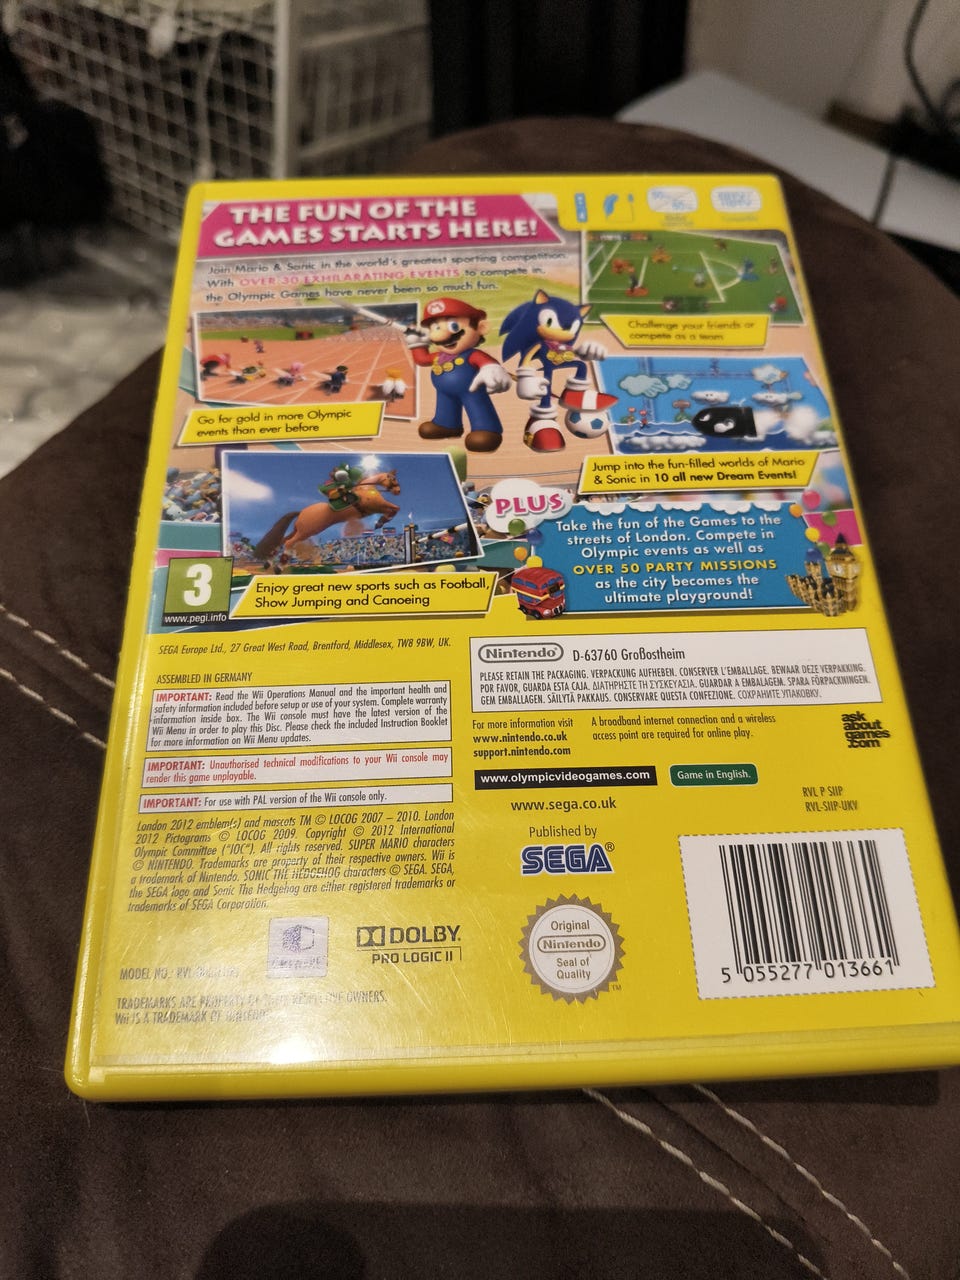 THE FUN OF THE
GAMES STARTS HERE!
Join Mario & Sonic in the world's greatest sporting competition.
With OVER 30 EXHILARATING EVENTS to compete in,
the Olympic Games have never been so much fun.
Challenge your friends or
compete as a team
Go for gold in more Olympic
events than ever before
Jump into the fun-filled worlds of Mario
& Sonic in 10 all new Dream Events!
PLUS
Take the fun of the Games to the
streets of London. Compete in
Olympic events as well as
OVER 50 PARTY MISSIONS
as the city becomes the
ultimate playground!
3
www.pegi.info
Enjoy great new sports such as Football,
Show Jumping and Canoeing
SEGA Europe Ltd., 27 Great West Road, Brentford, Middlesex, TW8 9BW, UK.
ASSEMBLED IN GERMANY
IMPORTANT: Read the Wii Operations Manual and the important health and
safety information included before setup or use of your system. Complete warranty
information inside box. The Wii console must have the latest version of the
Wii Menu in order to play this Disc. Please check the included Instruction Booklet
for more information on Wii Menu updates.
IMPORTANT: Unauthorised technical modifications to your Wii console may
render this game unplayable.
IMPORTANT: For use with PAL version of the Wii console only.
London 2012 emblem(s) and mascots TM © LOCOG 2007 – 2010. London
2012 Pictograms © LOCOG 2009. Copyright © 2012 International
Olympic Committee ("IOC"). All rights reserved. SUPER MARIO characters
© NINTENDO. Trademarks are property of their respective owners. Wii is
a trademark of Nintendo. SONIC THE HEDGEHOG characters © SEGA. SEGA,
the SEGA logo and Sonic The Hedgehog are either registered trademarks or
trademarks of SEGA Corporation.
DOLBY
PRO LOGIC II
MODEL NO.:
TRADEMARKS ARE PROPERTY OF THEIR RESPECTIVE OWNERS.
Wii IS A TRADEMARK OF NINTENDO.
Nintendo® D-63760 Großostheim
PLEASE RETAIN THE PACKAGING. VERPACKUNG AUFHEBEN. CONSERVER L'EMBALLAGE. BEWAAR DEZE VERPAKKING.
POR FAVOR, GUARDA ESTA CAJA. ΔΙΑΤΗΡΗΣΤΕ ΤΗ ΣΥΣΚΕΥΑΣΙΑ. GUARDAR A EMBALAGEM. SPARA FÖRPACKNINGEN.
GEM EMBALLAGEN. SÄILYTÄ PAKKAUS. CONSERVARE QUESTA CONFEZIONE. СОХРАНИТЕ УПАКОВКУ.
For more information visit
www.nintendo.co.uk
support.nintendo.com
A broadband internet connection and a wireless
access point are required for online play.
ask
about
games
.com
www.olympicvideogames.com
Game in English.
www.sega.co.uk
RVL P SIIP
RVL-SIIP-UKV
Published by
SEGA®
Original
Nintendo
Seal of
Quality
TM
5 055277 013661